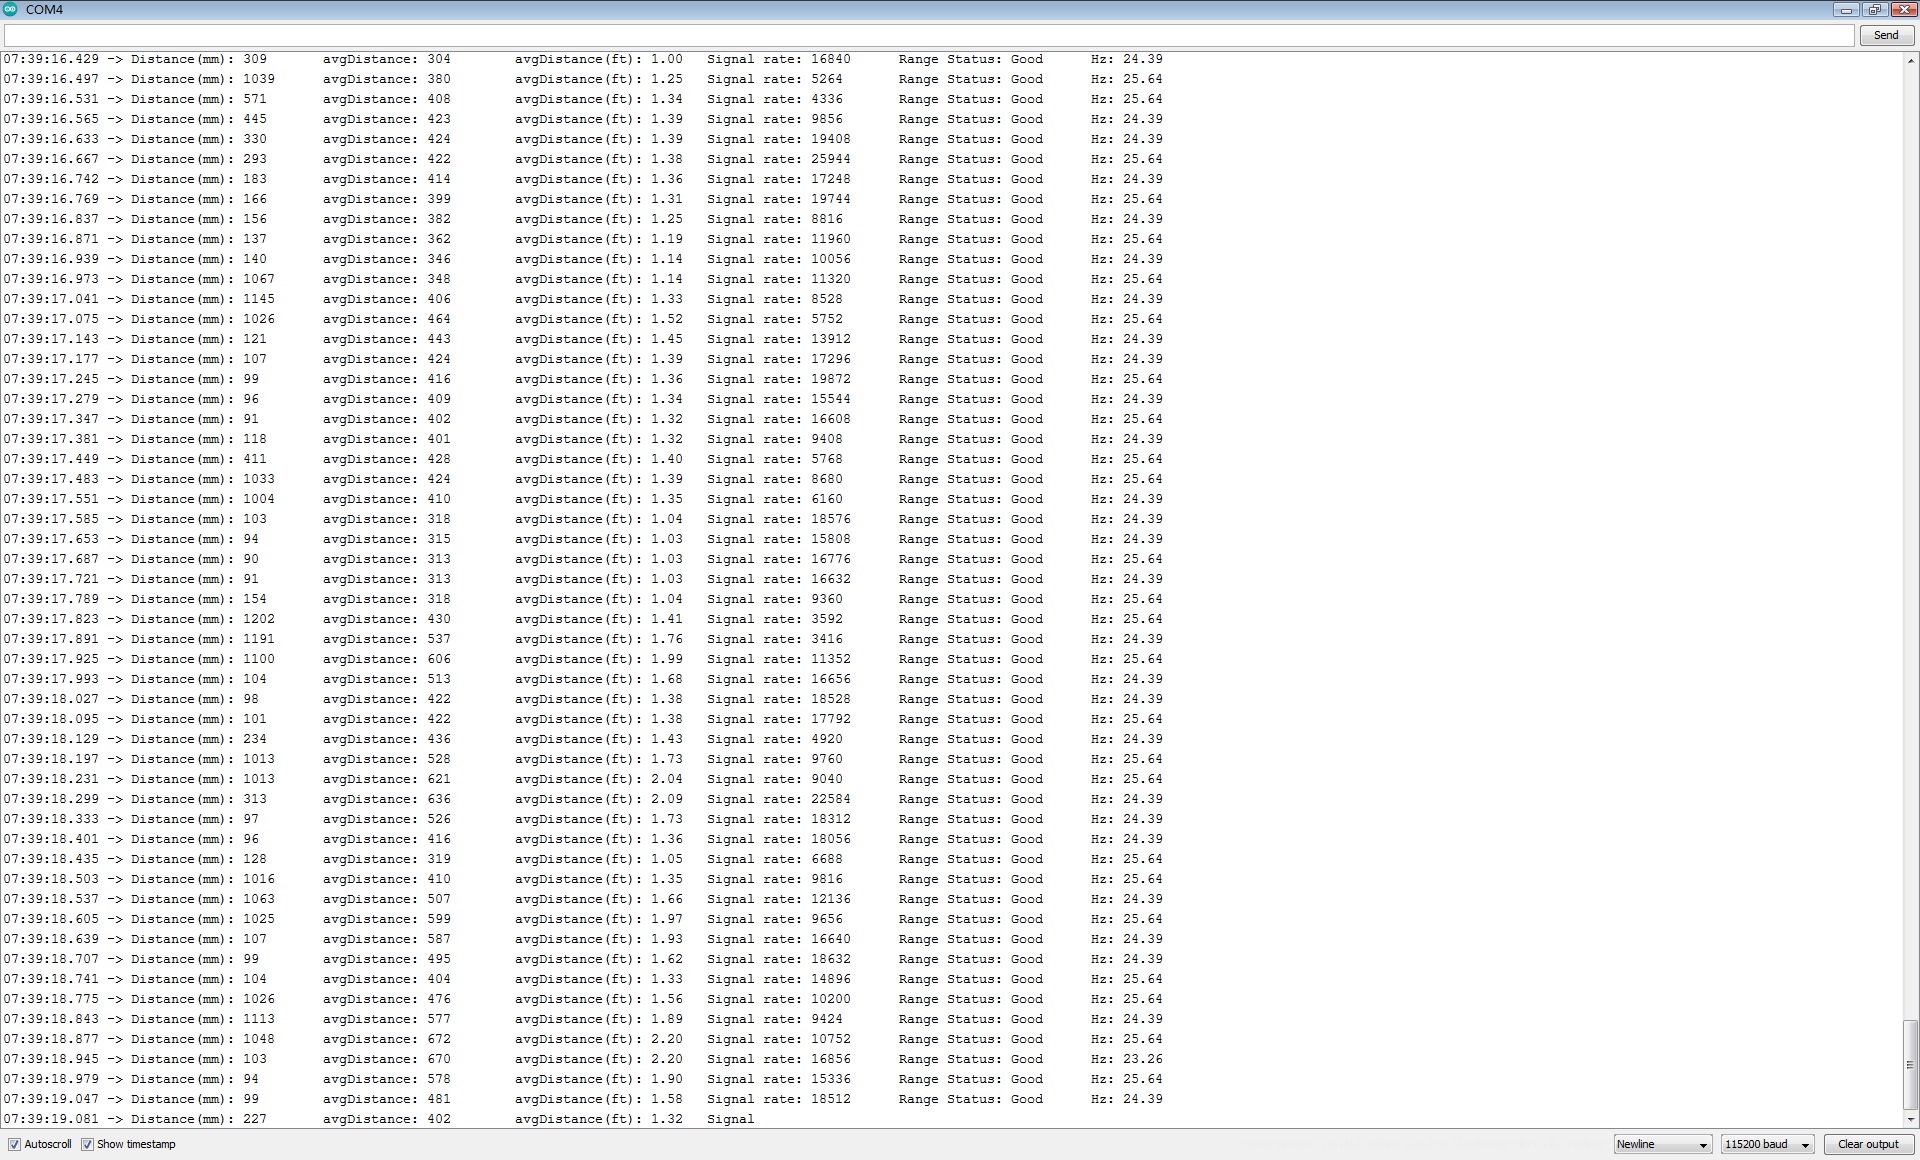 COM4
Send
07:39:16.429 -> Distance(mm): 309 avgDistance: 304 avgDistance(ft): 1.00 Signal rate: 16840 Range Status: Good Hz: 24.39
07:39:16.497 -> Distance(mm): 1039 avgDistance: 380 avgDistance(ft): 1.25 Signal rate: 5264 Range Status: Good Hz: 25.64
07:39:16.531 -> Distance(mm): 571 avgDistance: 408 avgDistance(ft): 1.34 Signal rate: 4336 Range Status: Good Hz: 25.64
07:39:16.565 -> Distance(mm): 445 avgDistance: 423 avgDistance(ft): 1.39 Signal rate: 9856 Range Status: Good Hz: 24.39
07:39:16.633 -> Distance(mm): 330 avgDistance: 424 avgDistance(ft): 1.39 Signal rate: 19408 Range Status: Good Hz: 24.39
07:39:16.667 -> Distance(mm): 293 avgDistance: 422 avgDistance(ft): 1.38 Signal rate: 25944 Range Status: Good Hz: 25.64
07:39:16.742 -> Distance(mm): 183 avgDistance: 414 avgDistance(ft): 1.36 Signal rate: 17248 Range Status: Good Hz: 24.39
07:39:16.769 -> Distance(mm): 166 avgDistance: 399 avgDistance(ft): 1.31 Signal rate: 19744 Range Status: Good Hz: 25.64
07:39:16.837 -> Distance(mm): 156 avgDistance: 382 avgDistance(ft): 1.25 Signal rate: 8816 Range Status: Good Hz: 24.39
07:39:16.871 -> Distance(mm): 137 avgDistance: 362 avgDistance(ft): 1.19 Signal rate: 11960 Range Status: Good Hz: 25.64
07:39:16.939 -> Distance(mm): 140 avgDistance: 346 avgDistance(ft): 1.14 Signal rate: 10056 Range Status: Good Hz: 24.39
07:39:16.973 -> Distance(mm): 1067 avgDistance: 348 avgDistance(ft): 1.14 Signal rate: 11320 Range Status: Good Hz: 25.64
07:39:17.041 -> Distance(mm): 1145 avgDistance: 406 avgDistance(ft): 1.33 Signal rate: 8528 Range Status: Good Hz: 24.39
07:39:17.075 -> Distance(mm): 1026 avgDistance: 464 avgDistance(ft): 1.52 Signal rate: 5752 Range Status: Good Hz: 25.64
07:39:17.143 -> Distance(mm): 121 avgDistance: 443 avgDistance(ft): 1.45 Signal rate: 13912 Range Status: Good Hz: 24.39
07:39:17.177 -> Distance(mm): 107 avgDistance: 424 avgDistance(ft): 1.39 Signal rate: 17296 Range Status: Good Hz: 24.39
07:39:17.245 -> Distance(mm): 99 avgDistance: 416 avgDistance(ft): 1.36 Signal rate: 19872 Range Status: Good Hz: 25.64
07:39:17.279 -> Distance(mm): 96 avgDistance: 409 avgDistance(ft): 1.34 Signal rate: 15544 Range Status: Good Hz: 24.39
07:39:17.347 -> Distance(mm): 91 avgDistance: 402 avgDistance(ft): 1.32 Signal rate: 16608 Range Status: Good Hz: 25.64
07:39:17.381 -> Distance(mm): 118 avgDistance: 401 avgDistance(ft): 1.32 Signal rate: 9408 Range Status: Good Hz: 24.39
07:39:17.449 -> Distance(mm): 411 avgDistance: 428 avgDistance(ft): 1.40 Signal rate: 5768 Range Status: Good Hz: 25.64
07:39:17.483 -> Distance(mm): 1033 avgDistance: 424 avgDistance(ft): 1.39 Signal rate: 8680 Range Status: Good Hz: 25.64
07:39:17.551 -> Distance(mm): 1004 avgDistance: 410 avgDistance(ft): 1.35 Signal rate: 6160 Range Status: Good Hz: 24.39
07:39:17.585 -> Distance(mm): 103 avgDistance: 318 avgDistance(ft): 1.04 Signal rate: 18576 Range Status: Good Hz: 24.39
07:39:17.653 -> Distance(mm): 94 avgDistance: 315 avgDistance(ft): 1.03 Signal rate: 15808 Range Status: Good Hz: 24.39
07:39:17.687 -> Distance(mm): 90 avgDistance: 313 avgDistance(ft): 1.03 Signal rate: 16776 Range Status: Good Hz: 25.64
07:39:17.721 -> Distance(mm): 91 avgDistance: 313 avgDistance(ft): 1.03 Signal rate: 16632 Range Status: Good Hz: 24.39
07:39:17.789 -> Distance(mm): 154 avgDistance: 318 avgDistance(ft): 1.04 Signal rate: 9360 Range Status: Good Hz: 25.64
07:39:17.823 -> Distance(mm): 1202 avgDistance: 430 avgDistance(ft): 1.41 Signal rate: 3592 Range Status: Good Hz: 25.64
07:39:17.891 -> Distance(mm): 1191 avgDistance: 537 avgDistance(ft): 1.76 Signal rate: 3416 Range Status: Good Hz: 24.39
07:39:17.925 -> Distance(mm): 1100 avgDistance: 606 avgDistance(ft): 1.99 Signal rate: 11352 Range Status: Good Hz: 25.64
07:39:17.993 -> Distance(mm): 104 avgDistance: 513 avgDistance(ft): 1.68 Signal rate: 16656 Range Status: Good Hz: 24.39
07:39:18.027 -> Distance(mm): 98 avgDistance: 422 avgDistance(ft): 1.38 Signal rate: 18528 Range Status: Good Hz: 24.39
07:39:18.095 -> Distance(mm): 101 avgDistance: 422 avgDistance(ft): 1.38 Signal rate: 17792 Range Status: Good Hz: 25.64
07:39:18.129 -> Distance(mm): 234 avgDistance: 436 avgDistance(ft): 1.43 Signal rate: 4920 Range Status: Good Hz: 24.39
07:39:18.197 -> Distance(mm): 1013 avgDistance: 528 avgDistance(ft): 1.73 Signal rate: 9760 Range Status: Good Hz: 25.64
07:39:18.231 -> Distance(mm): 1013 avgDistance: 621 avgDistance(ft): 2.04 Signal rate: 9040 Range Status: Good Hz: 25.64
07:39:18.299 -> Distance(mm): 313 avgDistance: 636 avgDistance(ft): 2.09 Signal rate: 22584 Range Status: Good Hz: 24.39
07:39:18.333 -> Distance(mm): 97 avgDistance: 526 avgDistance(ft): 1.73 Signal rate: 18312 Range Status: Good Hz: 24.39
07:39:18.401 -> Distance(mm): 96 avgDistance: 416 avgDistance(ft): 1.36 Signal rate: 18056 Range Status: Good Hz: 24.39
07:39:18.435 -> Distance(mm): 128 avgDistance: 319 avgDistance(ft): 1.05 Signal rate: 6688 Range Status: Good Hz: 25.64
07:39:18.503 -> Distance(mm): 1016 avgDistance: 410 avgDistance(ft): 1.35 Signal rate: 9816 Range Status: Good Hz: 25.64
07:39:18.537 -> Distance(mm): 1063 avgDistance: 507 avgDistance(ft): 1.66 Signal rate: 12136 Range Status: Good Hz: 24.39
07:39:18.605 -> Distance(mm): 1025 avgDistance: 599 avgDistance(ft): 1.97 Signal rate: 9656 Range Status: Good Hz: 25.64
07:39:18.639 -> Distance(mm): 107 avgDistance: 587 avgDistance(ft): 1.93 Signal rate: 16640 Range Status: Good Hz: 24.39
07:39:18.707 -> Distance(mm): 99 avgDistance: 495 avgDistance(ft): 1.62 Signal rate: 18632 Range Status: Good Hz: 24.39
07:39:18.741 -> Distance(mm): 104 avgDistance: 404 avgDistance(ft): 1.33 Signal rate: 14896 Range Status: Good Hz: 25.64
07:39:18.775 -> Distance(mm): 1026 avgDistance: 476 avgDistance(ft): 1.56 Signal rate: 10200 Range Status: Good Hz: 25.64
07:39:18.843 -> Distance(mm): 1113 avgDistance: 577 avgDistance(ft): 1.89 Signal rate: 9424 Range Status: Good Hz: 24.39
07:39:18.877 -> Distance(mm): 1048 avgDistance: 672 avgDistance(ft): 2.20 Signal rate: 10752 Range Status: Good Hz: 25.64
07:39:18.945 -> Distance(mm): 103 avgDistance: 670 avgDistance(ft): 2.20 Signal rate: 16856 Range Status: Good Hz: 23.26
07:39:18.979 -> Distance(mm): 94 avgDistance: 578 avgDistance(ft): 1.90 Signal rate: 15336 Range Status: Good Hz: 25.64
07:39:19.047 -> Distance(mm): 99 avgDistance: 481 avgDistance(ft): 1.58 Signal rate: 18512 Range Status: Good Hz: 24.39
07:39:19.081 -> Distance(mm): 227 avgDistance: 402 avgDistance(ft): 1.32 Signal
Autoscroll Show timestamp Newline 115200 baud Clear output